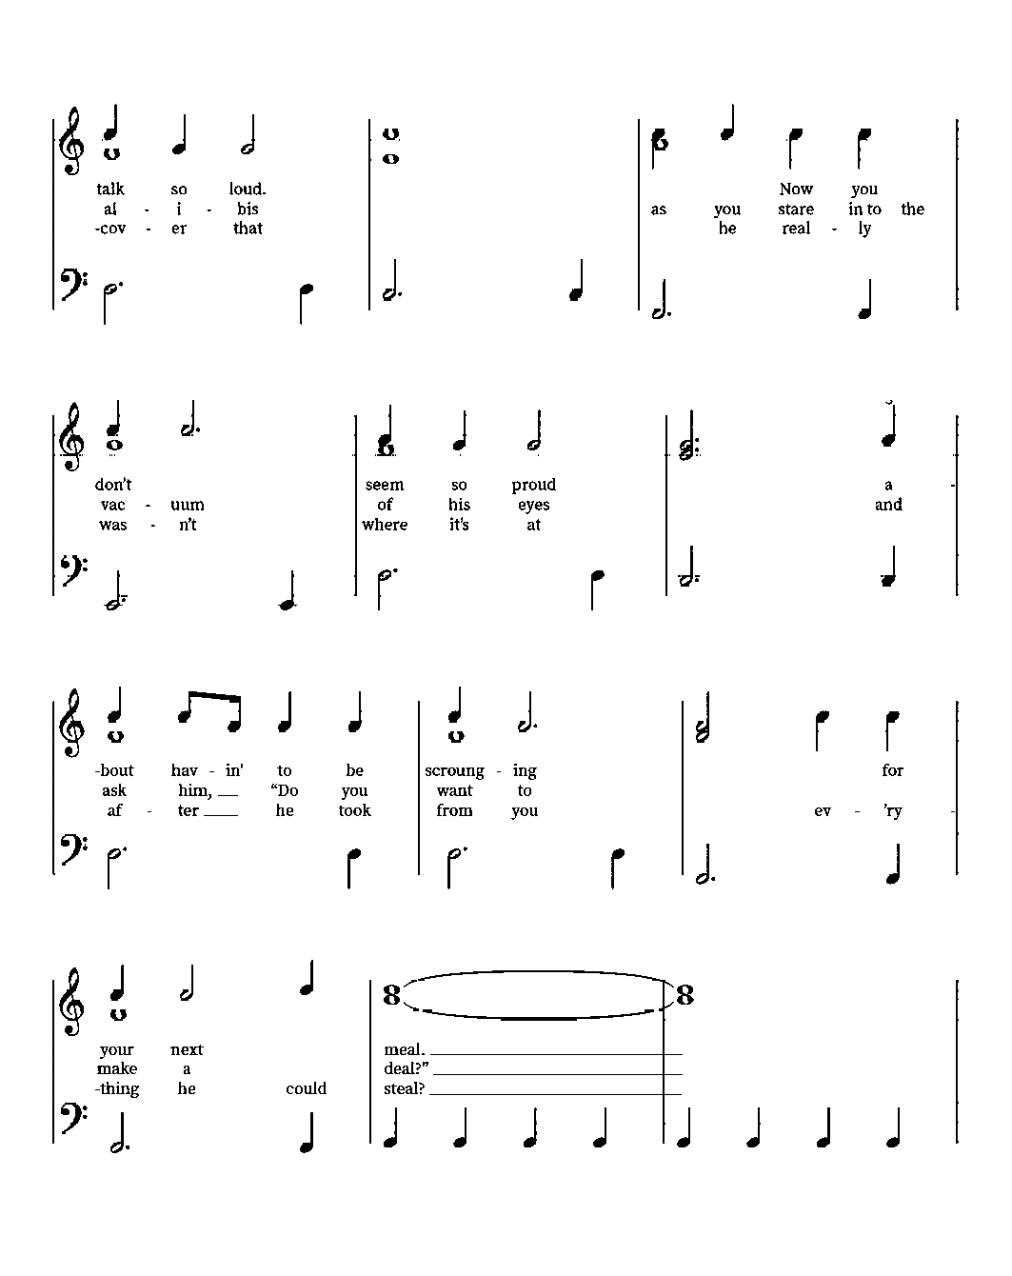 talk so loud.
al - i - bis
-cov - er that
Now you
as you stare in to the
he real - ly
don't seem so proud a -
vac - uum of his eyes and
was - n't where it's at
-bout hav - in' to be scroung - ing for
ask him, __ "Do you want to
af - ter __ he took from you ev - 'ry -
your next meal.
make a deal?"
-thing he could steal?